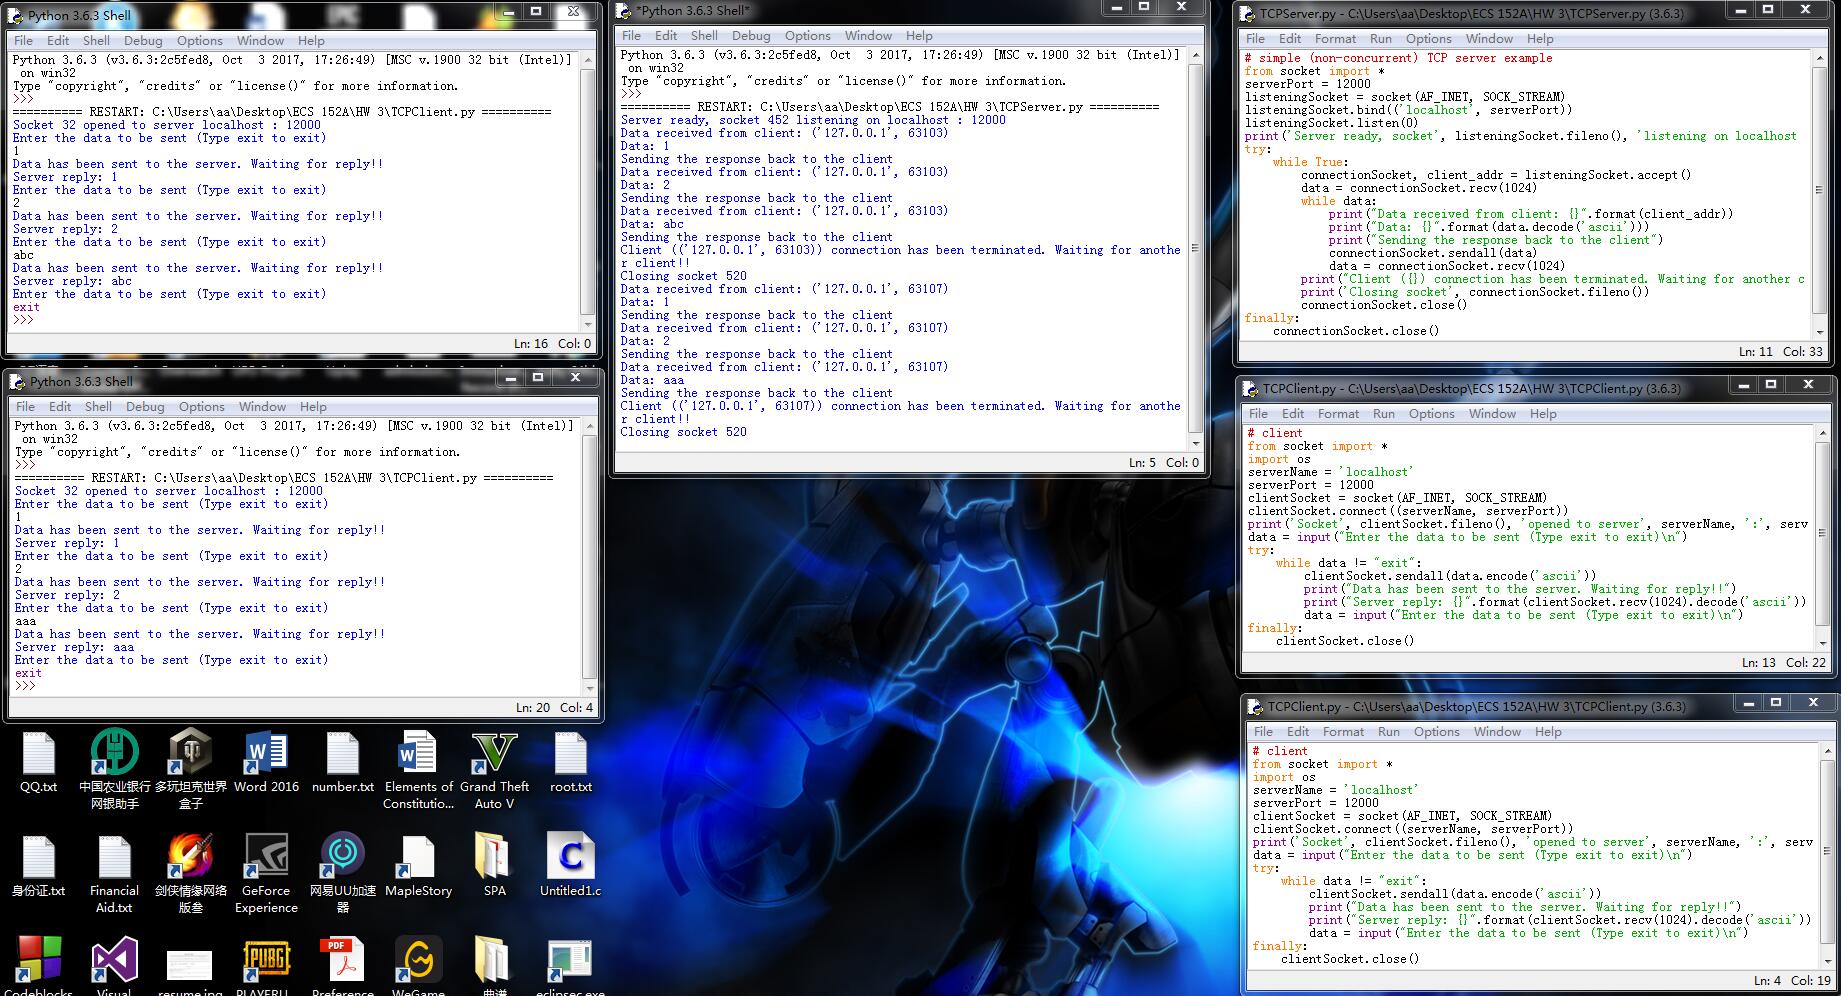 Python 3.6.3 Shell
File Edit Shell Debug Options Window Help
Python 3.6.3 (v3.6.3:2c5fed8, Oct  3 2017, 17:26:49) [MSC v.1900 32 bit (Intel)]
on win32
Type "copyright", "credits" or "license()" for more information.
>>>
========== RESTART: C:\Users\aa\Desktop\ECS 152A\HW 3\TCPClient.py ==========
Socket 32 opened to server localhost : 12000
Enter the data to be sent (Type exit to exit)
1
Data has been sent to the server. Waiting for reply!!
Server reply: 1
Enter the data to be sent (Type exit to exit)
2
Data has been sent to the server. Waiting for reply!!
Server reply: 2
Enter the data to be sent (Type exit to exit)
abc
Data has been sent to the server. Waiting for reply!!
Server reply: abc
Enter the data to be sent (Type exit to exit)
exit
>>>
Ln: 16 Col: 0
Python 3.6.3 Shell
File Edit Shell Debug Options Window Help
Python 3.6.3 (v3.6.3:2c5fed8, Oct  3 2017, 17:26:49) [MSC v.1900 32 bit (Intel)]
on win32
Type "copyright", "credits" or "license()" for more information.
>>>
========== RESTART: C:\Users\aa\Desktop\ECS 152A\HW 3\TCPClient.py ==========
Socket 32 opened to server localhost : 12000
Enter the data to be sent (Type exit to exit)
1
Data has been sent to the server. Waiting for reply!!
Server reply: 1
Enter the data to be sent (Type exit to exit)
2
Data has been sent to the server. Waiting for reply!!
Server reply: 2
Enter the data to be sent (Type exit to exit)
aaa
Data has been sent to the server. Waiting for reply!!
Server reply: aaa
Enter the data to be sent (Type exit to exit)
exit
>>>
Ln: 20 Col: 4
*Python 3.6.3 Shell*
File Edit Shell Debug Options Window Help
Python 3.6.3 (v3.6.3:2c5fed8, Oct  3 2017, 17:26:49) [MSC v.1900 32 bit (Intel)]
on win32
Type "copyright", "credits" or "license()" for more information.
>>>
========== RESTART: C:\Users\aa\Desktop\ECS 152A\HW 3\TCPServer.py ==========
Server ready, socket 452 listening on localhost : 12000
Data received from client: ('127.0.0.1', 63103)
Data: 1
Sending the response back to the client
Data received from client: ('127.0.0.1', 63103)
Data: 2
Sending the response back to the client
Data received from client: ('127.0.0.1', 63103)
Data: abc
Sending the response back to the client
Client (('127.0.0.1', 63103)) connection has been terminated. Waiting for anothe
r client!!
Closing socket 520
Data received from client: ('127.0.0.1', 63107)
Data: 1
Sending the response back to the client
Data received from client: ('127.0.0.1', 63107)
Data: 2
Sending the response back to the client
Data received from client: ('127.0.0.1', 63107)
Data: aaa
Sending the response back to the client
Client (('127.0.0.1', 63107)) connection has been terminated. Waiting for anothe
r client!!
Closing socket 520
Ln: 5 Col: 0
TCPServer.py - C:\Users\aa\Desktop\ECS 152A\HW 3\TCPServer.py (3.6.3)
File Edit Format Run Options Window Help
# simple (non-concurrent) TCP server example
from socket import *
serverPort = 12000
listeningSocket = socket(AF_INET, SOCK_STREAM)
listeningSocket.bind(('localhost', serverPort))
listeningSocket.listen(0)
print('Server ready, socket', listeningSocket.fileno(), 'listening on localhost
try:
    while True:
        connectionSocket, client_addr = listeningSocket.accept()
        data = connectionSocket.recv(1024)
        while data:
            print("Data received from client: {}".format(client_addr))
            print("Data: {}".format(data.decode('ascii')))
            print("Sending the response back to the client")
            connectionSocket.sendall(data)
            data = connectionSocket.recv(1024)
        print("Client ({}) connection has been terminated. Waiting for another c
        print('Closing socket', connectionSocket.fileno())
        connectionSocket.close()
finally:
    connectionSocket.close()
Ln: 11 Col: 33
TCPClient.py - C:\Users\aa\Desktop\ECS 152A\HW 3\TCPClient.py (3.6.3)
File Edit Format Run Options Window Help
# client
from socket import *
import os
serverName = 'localhost'
serverPort = 12000
clientSocket = socket(AF_INET, SOCK_STREAM)
clientSocket.connect((serverName, serverPort))
print('Socket', clientSocket.fileno(), 'opened to server', serverName, ':', serv
data = input("Enter the data to be sent (Type exit to exit)\n")
try:
    while data != "exit":
        clientSocket.sendall(data.encode('ascii'))
        print("Data has been sent to the server. Waiting for reply!!")
        print("Server reply: {}".format(clientSocket.recv(1024).decode('ascii'))
        data = input("Enter the data to be sent (Type exit to exit)\n")
finally:
    clientSocket.close()
Ln: 13 Col: 22
TCPClient.py - C:\Users\aa\Desktop\ECS 152A\HW 3\TCPClient.py (3.6.3)
File Edit Format Run Options Window Help
# client
from socket import *
import os
serverName = 'localhost'
serverPort = 12000
clientSocket = socket(AF_INET, SOCK_STREAM)
clientSocket.connect((serverName, serverPort))
print('Socket', clientSocket.fileno(), 'opened to server', serverName, ':', serv
data = input("Enter the data to be sent (Type exit to exit)\n")
try:
    while data != "exit":
        clientSocket.sendall(data.encode('ascii'))
        print("Data has been sent to the server. Waiting for reply!!")
        print("Server reply: {}".format(clientSocket.recv(1024).decode('ascii'))
        data = input("Enter the data to be sent (Type exit to exit)\n")
finally:
    clientSocket.close()
Ln: 4 Col: 19
QQ.txt
中国农业银行
网银助手
多玩坦克世界
盒子
Word 2016
number.txt
Elements of
Constitutio...
Grand Theft
Auto V
root.txt
身份证.txt
Financial
Aid.txt
剑侠情缘网络
版叁
GeForce
Experience
网易UU加速
器
MapleStory
SPA
Untitled1.c
Codeblocks
Visual
resume.jpg
PDF
PUBG
PLAYERU...
Preference
WeGame
曲谱
eclipsec.exe